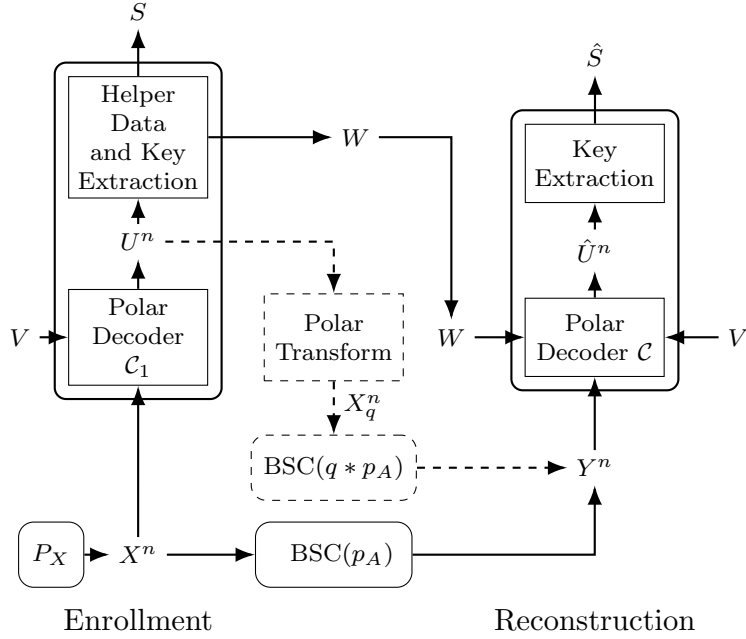 S
Helper
Data
and Key
Extraction
W
Ŝ
Key
Extraction
U^n
Û^n
V
Polar
Decoder
𝒞₁
Polar
Transform
W
Polar
Decoder 𝒞
V
X_q^n
BSC(q ∗ p_A)
Y^n
P_X
X^n
BSC(p_A)
Enrollment
Reconstruction